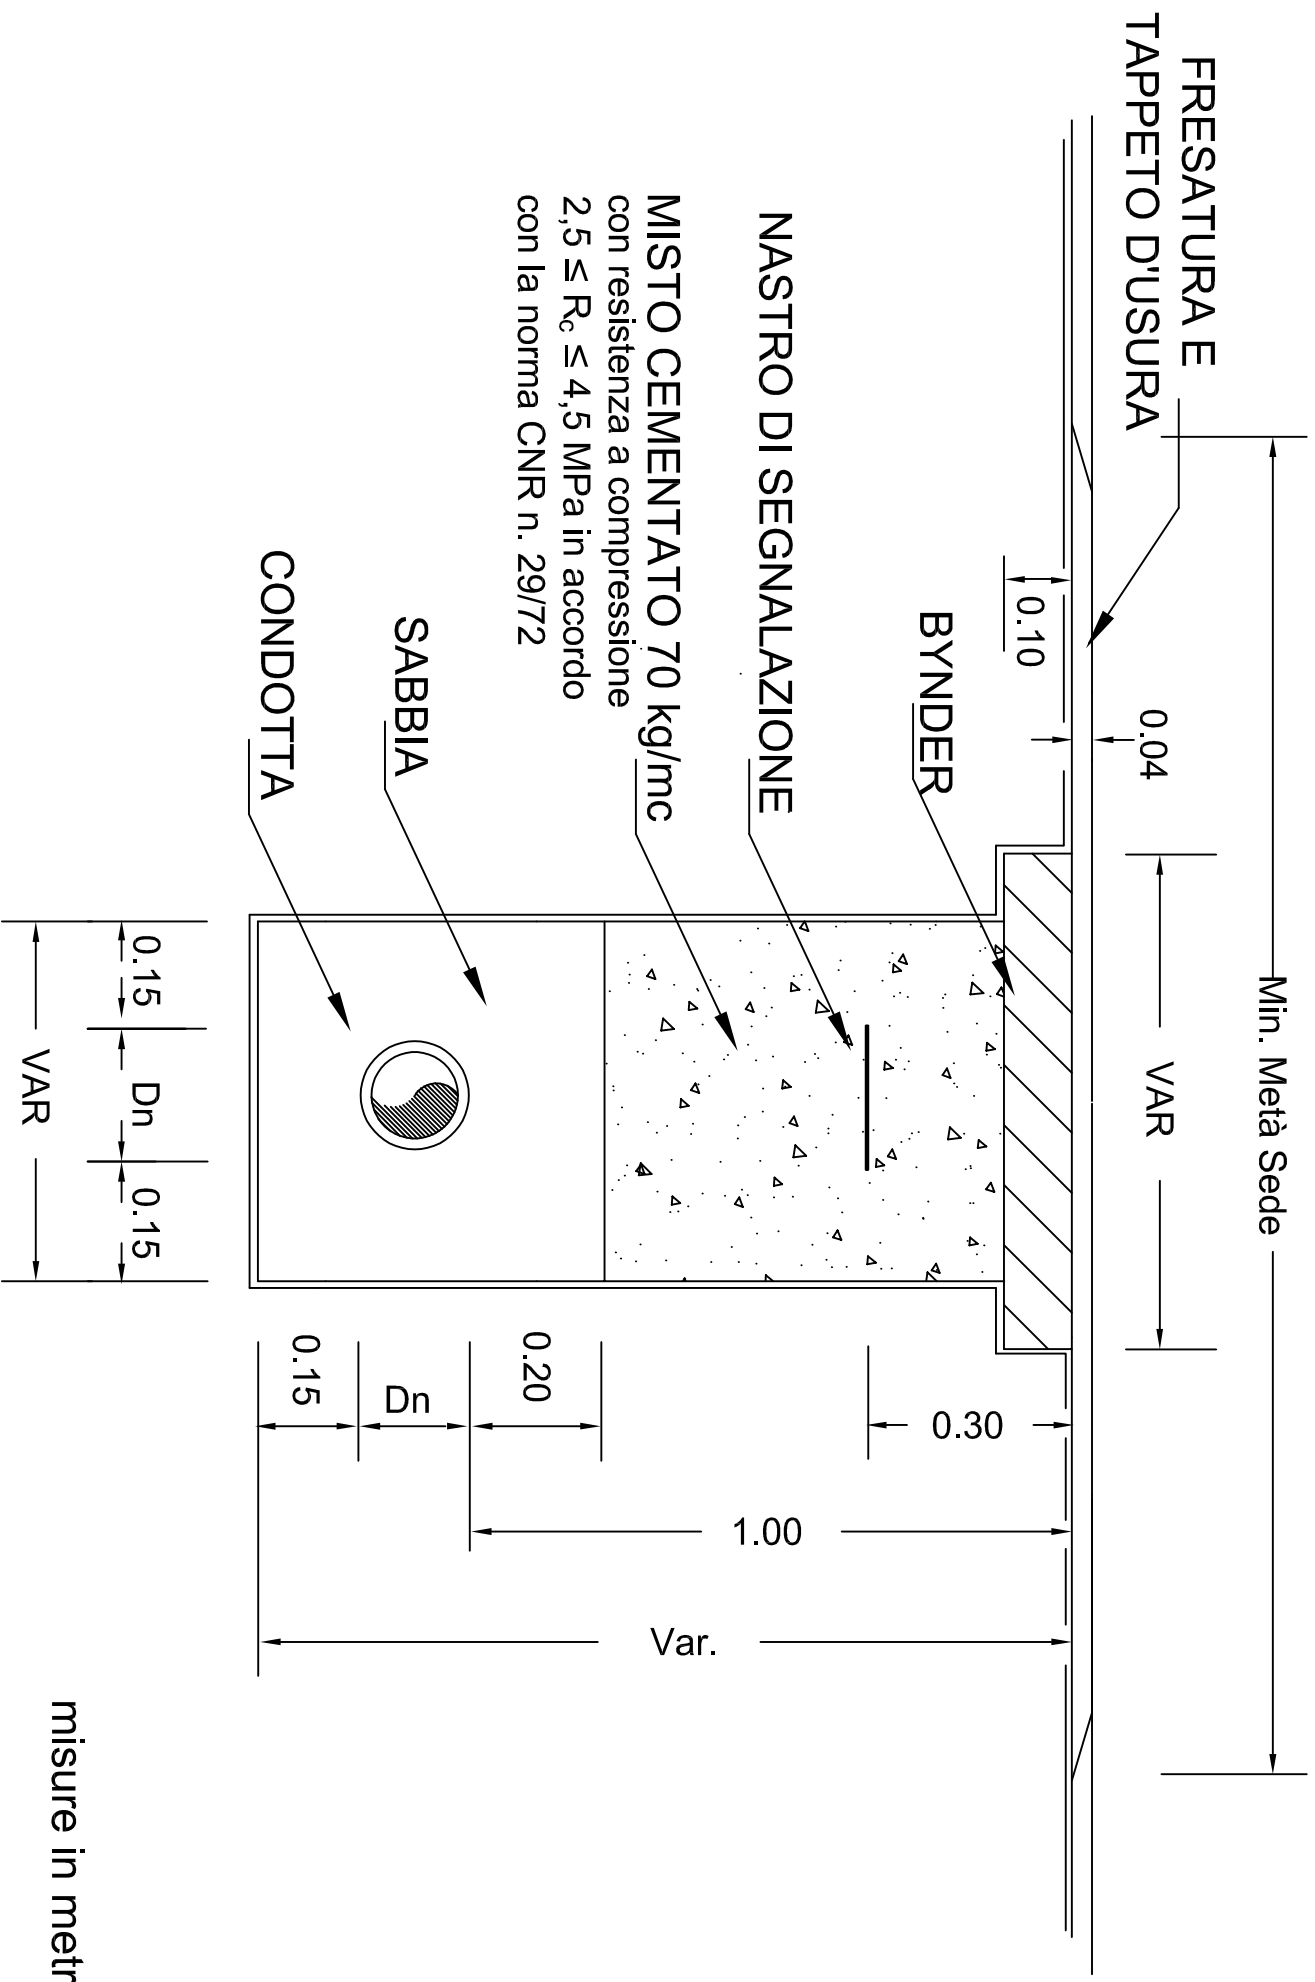 FRESATURA E
TAPPETO D'USURA
Min. Metà Sede
0.04
VAR
0.10
BYNDER
NASTRO DI SEGNALAZIONE
0.30
MISTO CEMENTATO 70 kg/mc
con resistenza a compressione
2,5 ≤ Rc ≤ 4,5 MPa in accordo
con la norma CNR n. 29/72
1.00
Var.
SABBIA
0.20
CONDOTTA
Dn
0.15
0.15
Dn
0.15
VAR
misure in metr